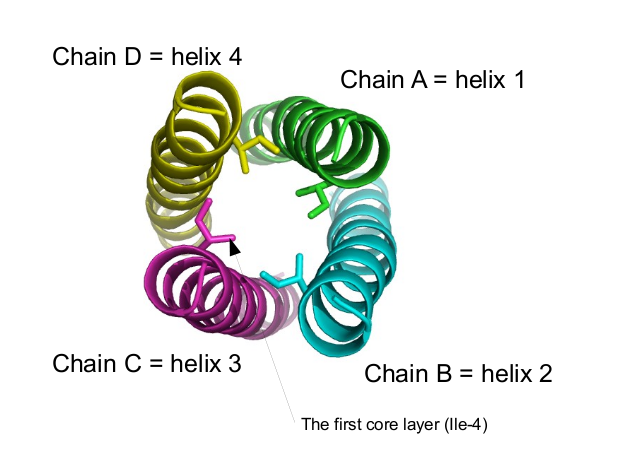 Chain D = helix 4
Chain A = helix 1
Chain C = helix 3
Chain B = helix 2
The first core layer (Ile-4)